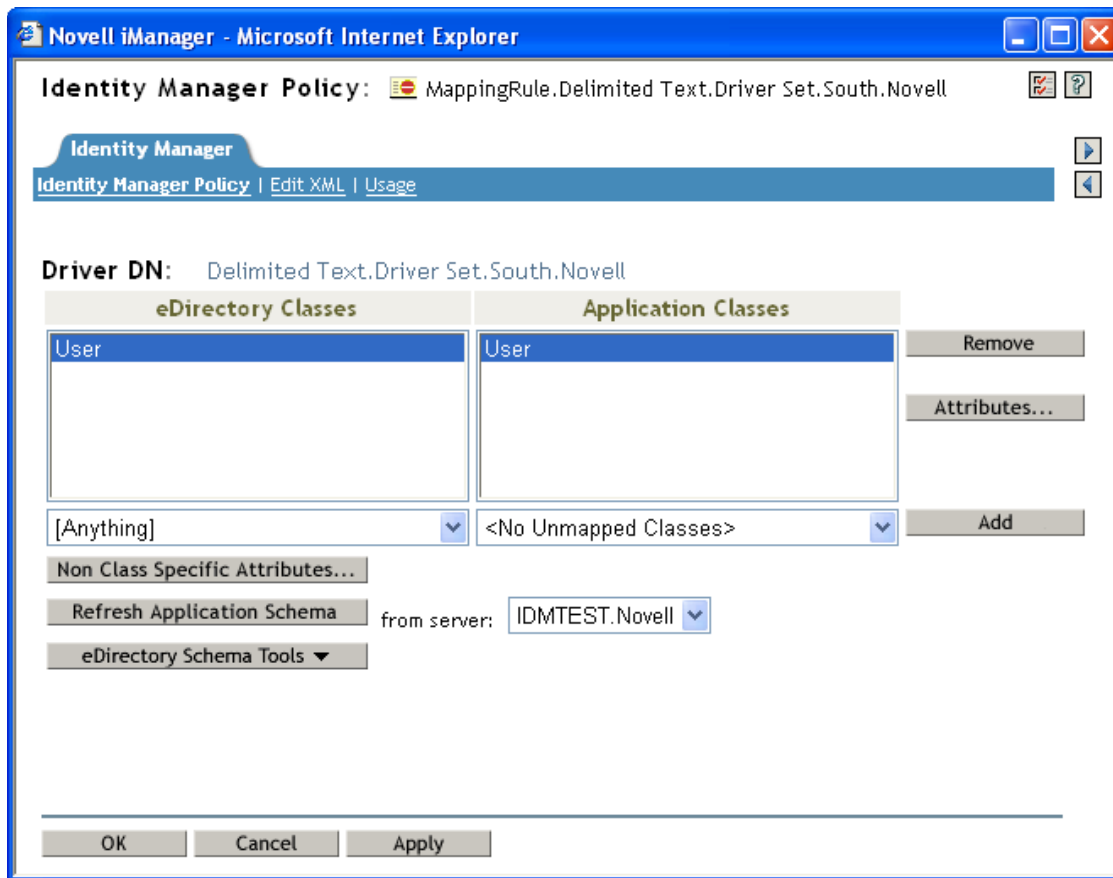 Novell iManager - Microsoft Internet Explorer
Identity Manager Policy: MappingRule.Delimited Text.Driver Set.South.Novell
Identity Manager
Identity Manager Policy | Edit XML | Usage
Driver DN: Delimited Text.Driver Set.South.Novell
eDirectory Classes Application Classes
User User Remove
Attributes...
[Anything] <No Unmapped Classes> Add
Non Class Specific Attributes...
Refresh Application Schema from server: IDMTEST.Novell
eDirectory Schema Tools
OK Cancel Apply